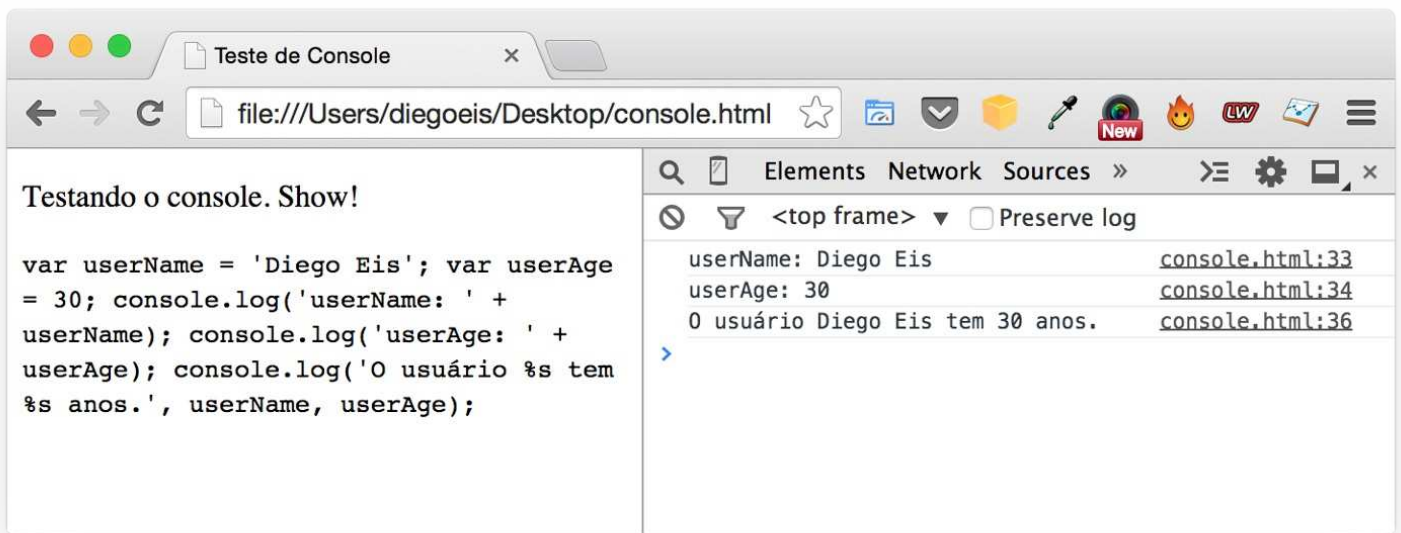 Teste de Console
file:///Users/diegoeis/Desktop/console.html
New
LW
Testando o console. Show!
var userName = 'Diego Eis'; var userAge
= 30; console.log('userName: ' +
userName); console.log('userAge: ' +
userAge); console.log('O usuário %s tem
%s anos.', userName, userAge);
Elements Network Sources »
<top frame> ▼ Preserve log
userName: Diego Eis console.html:33
userAge: 30 console.html:34
O usuário Diego Eis tem 30 anos. console.html:36
>